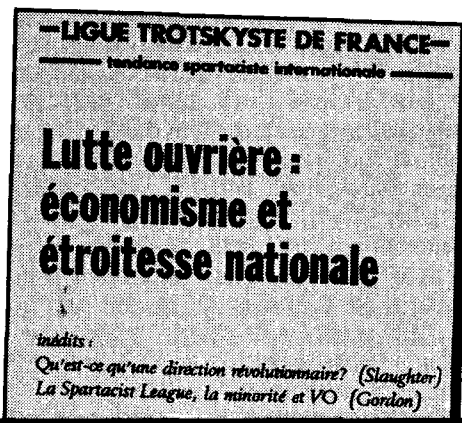 LIGUE TROTSKYSTE DE FRANCE
tendance spartaciste internationale
Lutte ouvrière :
économisme et
étroitesse nationale
inédits :
Qu'est-ce qu'une direction révolutionnaire? (Slaughter)
La Spartacist League, la minorité et VO (Gordon)